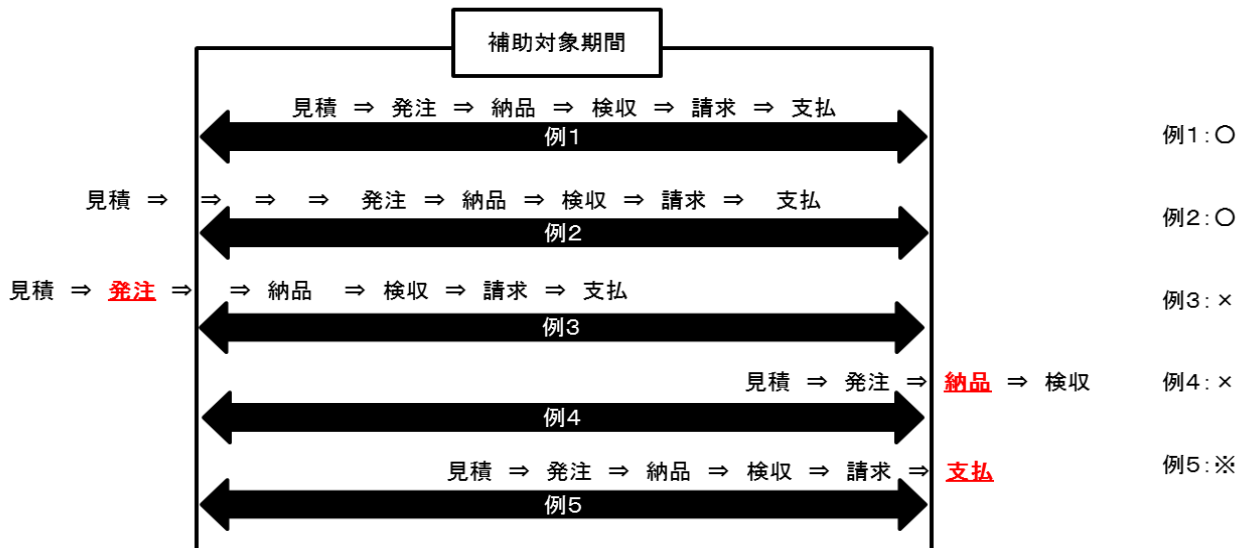 補助対象期間
見積 ⇒ 発注 ⇒ 納品 ⇒ 検収 ⇒ 請求 ⇒ 支払
例1
例1:○
見積 ⇒ ⇒ ⇒ ⇒ 発注 ⇒ 納品 ⇒ 検収 ⇒ 請求 ⇒ 支払
例2
例2:○
見積 ⇒ 発注 ⇒ ⇒ 納品 ⇒ 検収 ⇒ 請求 ⇒ 支払
例3
例3:×
見積 ⇒ 発注 ⇒ 納品 ⇒ 検収
例4
例4:×
見積 ⇒ 発注 ⇒ 納品 ⇒ 検収 ⇒ 請求 ⇒ 支払
例5
例5:※